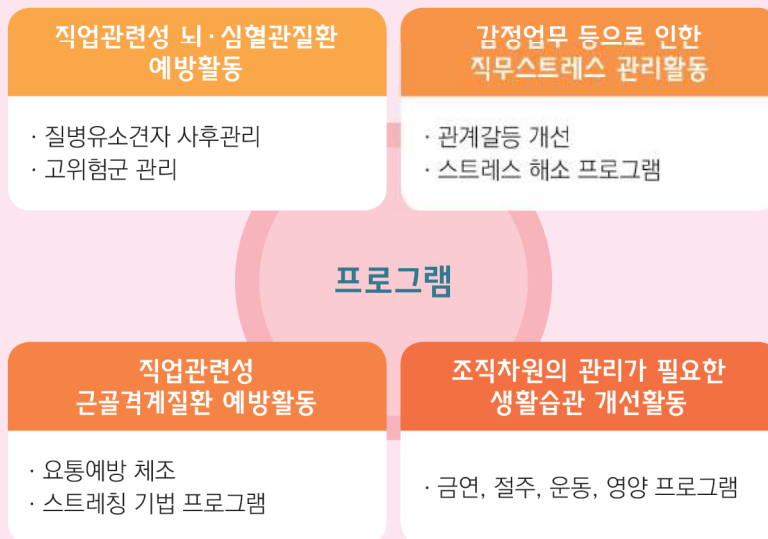 직업관련성 뇌·심혈관질환
예방활동
· 질병유소견자 사후관리
· 고위험군 관리
감정업무 등으로 인한
직무스트레스 관리활동
· 관계갈등 개선
· 스트레스 해소 프로그램
프로그램
직업관련성
근골격계질환 예방활동
· 요통예방 체조
· 스트레칭 기법 프로그램
조직차원의 관리가 필요한
생활습관 개선활동
· 금연, 절주, 운동, 영양 프로그램